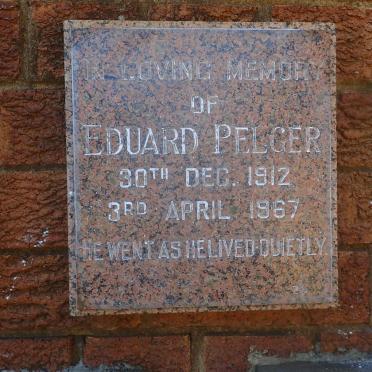 IN LOVING MEMORY
OF
EDUARD PELGER
30TH DEC. 1912
3RD APRIL 1967
HE WENT AS HE LIVED QUIETLY